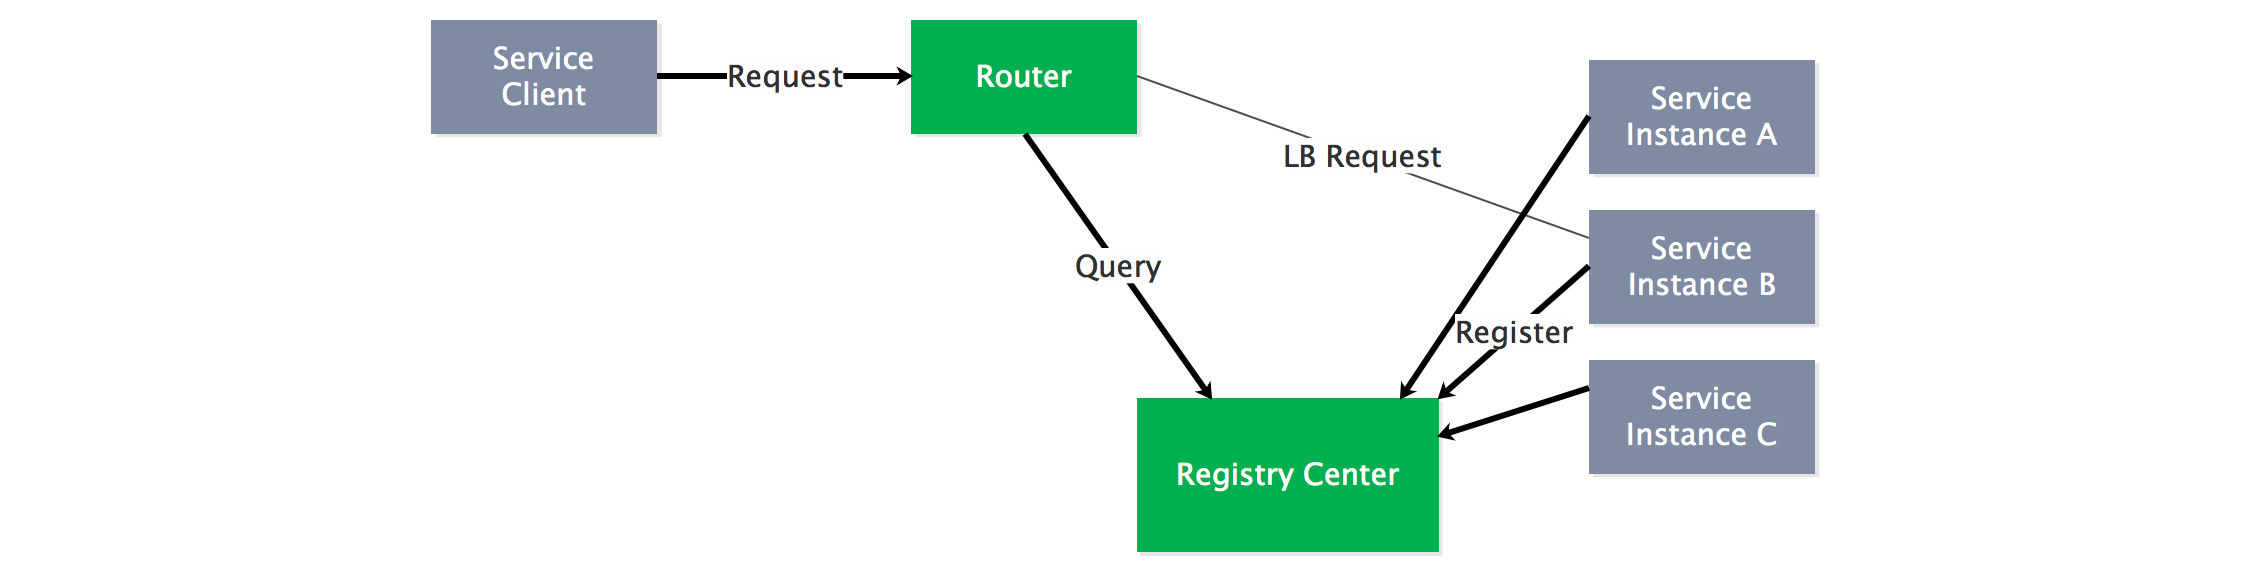 Service
Client
Request
Router
LB Request
Service
Instance A
Service
Instance B
Query
Register
Service
Instance C
Registry Center